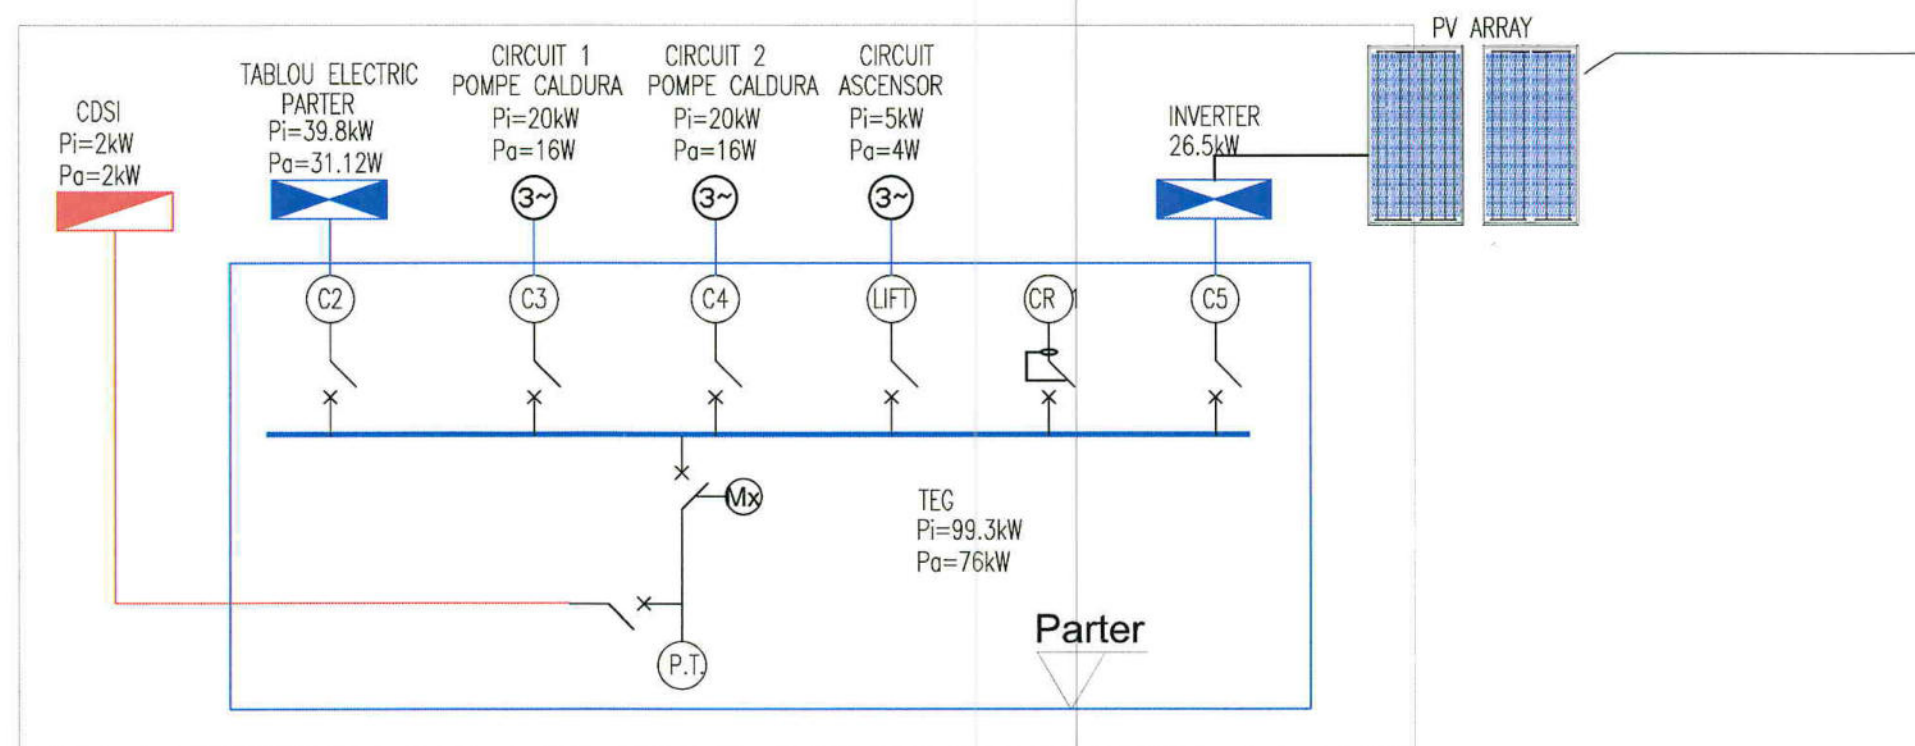 PV ARRAY
CDSI
Pi=2kW
Pa=2kW
TABLOU ELECTRIC
PARTER
Pi=39.8kW
Pa=31.12W
CIRCUIT 1
POMPE CALDURA
Pi=20kW
Pa=16W
CIRCUIT 2
POMPE CALDURA
Pi=20kW
Pa=16W
CIRCUIT
ASCENSOR
Pi=5kW
Pa=4W
INVERTER
26.5kW
3~
3~
3~
C2
C3
C4
LIFT
CR 1
C5
Mx
TEG
Pi=99.3kW
Pa=76kW
Parter
P.T.